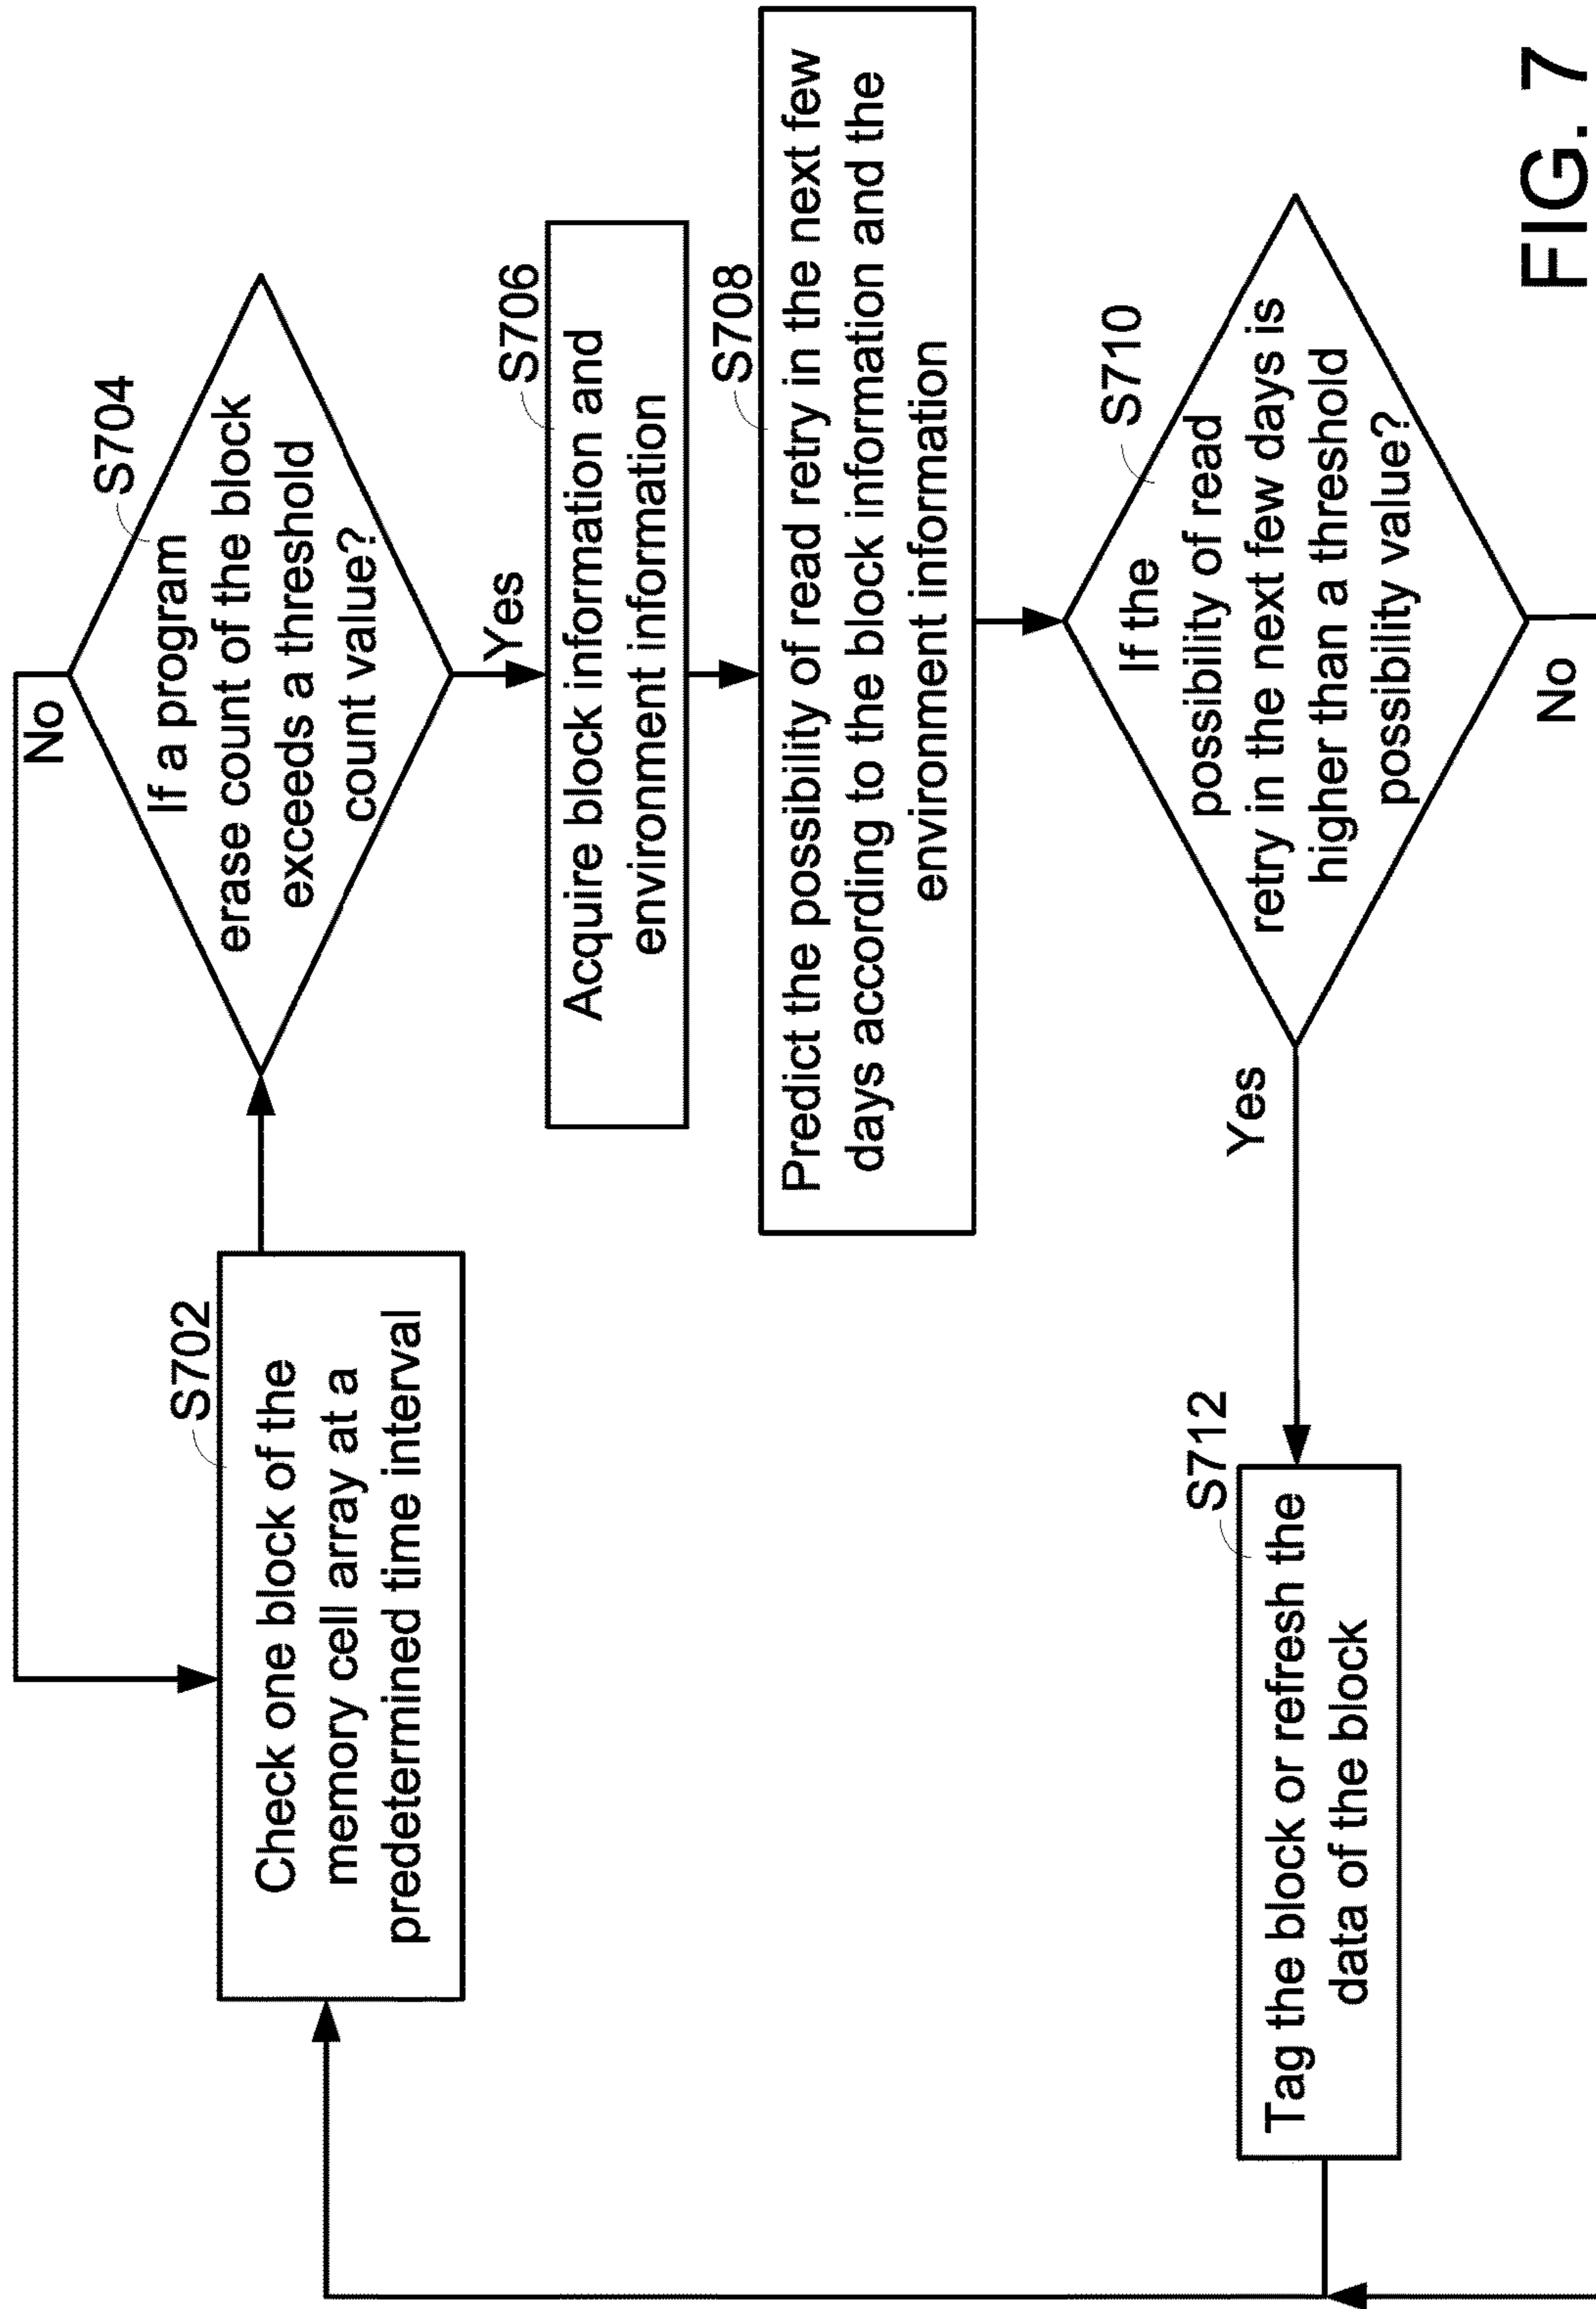 No
S704
If a program
erase count of the block
exceeds a threshold
count value?
S702
Check one block of the
memory cell array at a
predetermined time interval
Yes
S706
Acquire block information and
environment information
S708
Predict the possibility of read retry in the next few
days according to the block information and the
environment information
S710
If the
possibility of read
retry in the next few days is
higher than a threshold
possibility value?
Yes
No
S712
Tag the block or refresh the
data of the block
FIG. 7